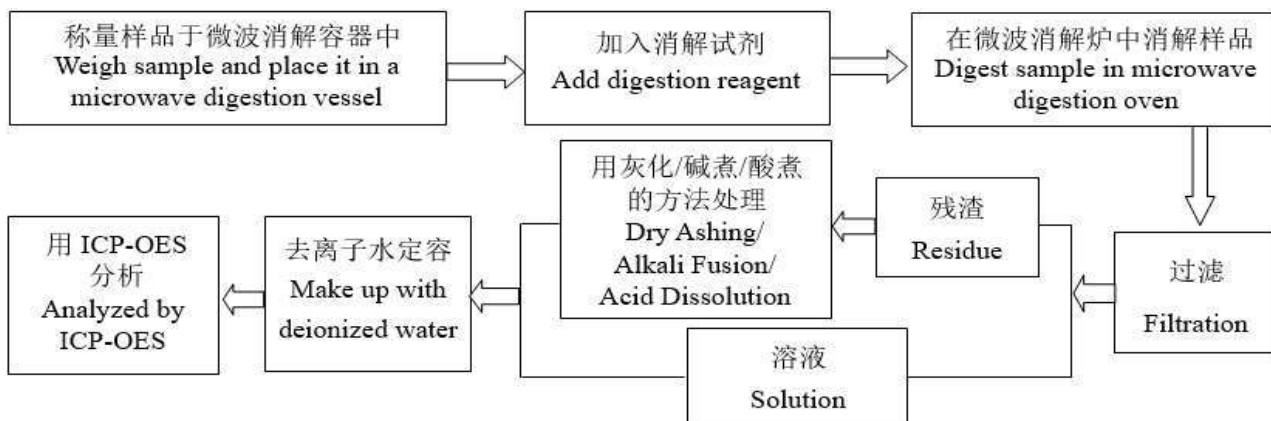 称量样品于微波消解容器中
Weigh sample and place it in a
microwave digestion vessel
加入消解试剂
Add digestion reagent
在微波消解炉中消解样品
Digest sample in microwave
digestion oven
过滤
Filtration
残渣
Residue
用灰化/碱煮/酸煮
的方法处理
Dry Ashing/
Alkali Fusion/
Acid Dissolution
溶液
Solution
去离子水定容
Make up with
deionized water
用 ICP-OES
分析
Analyzed by
ICP-OES